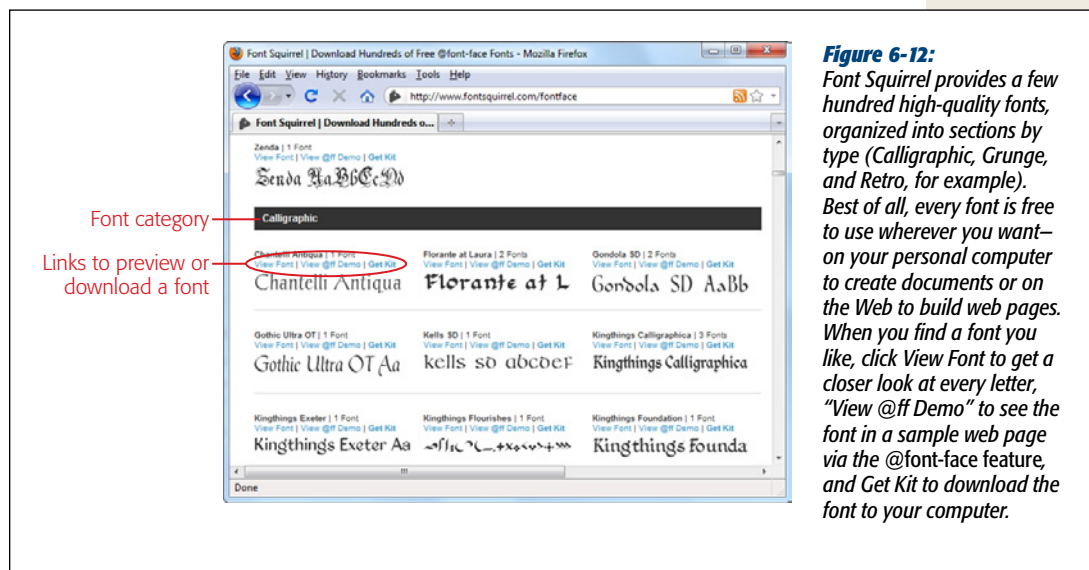 Font Squirrel | Download Hundreds of Free @font-face Fonts - Mozilla Firefox
File Edit View History Bookmarks Tools Help
http://www.fontsquirrel.com/fontface
Font Squirrel | Download Hundreds o...
Zenda | 1 Font
View Font | View @ff Demo | Get Kit
Zenda AaBbCcDd
Font category
Calligraphic
Links to preview or
download a font
Chantelli Antiqua | 1 Font
View Font | View @ff Demo | Get Kit
Chantelli Antiqua
Florante at Laura | 2 Fonts
View Font | View @ff Demo | Get Kit
Florante at L
Gondola SD | 2 Fonts
View Font | View @ff Demo | Get Kit
Gondola SD AaBb
Gothic Ultra OT | 1 Font
View Font | View @ff Demo | Get Kit
Gothic Ultra OT Aa
Kells SD | 1 Font
View Font | View @ff Demo | Get Kit
kells sd abcdef
Kingthings Calligraphica | 3 Fonts
View Font | View @ff Demo | Get Kit
Kingthings Calligraphica
Kingthings Exeter | 1 Font
View Font | View @ff Demo | Get Kit
Kingthings Exeter Aa
Kingthings Flourishes | 1 Font
View Font | View @ff Demo | Get Kit
Kingthings Foundation | 1 Font
View Font | View @ff Demo | Get Kit
Kingthings Founda
Done
Figure 6-12:
Font Squirrel provides a few
hundred high-quality fonts,
organized into sections by
type (Calligraphic, Grunge,
and Retro, for example).
Best of all, every font is free
to use wherever you want—
on your personal computer
to create documents or on
the Web to build web pages.
When you find a font you
like, click View Font to get a
closer look at every letter,
“View @ff Demo” to see the
font in a sample web page
via the @font-face feature,
and Get Kit to download the
font to your computer.